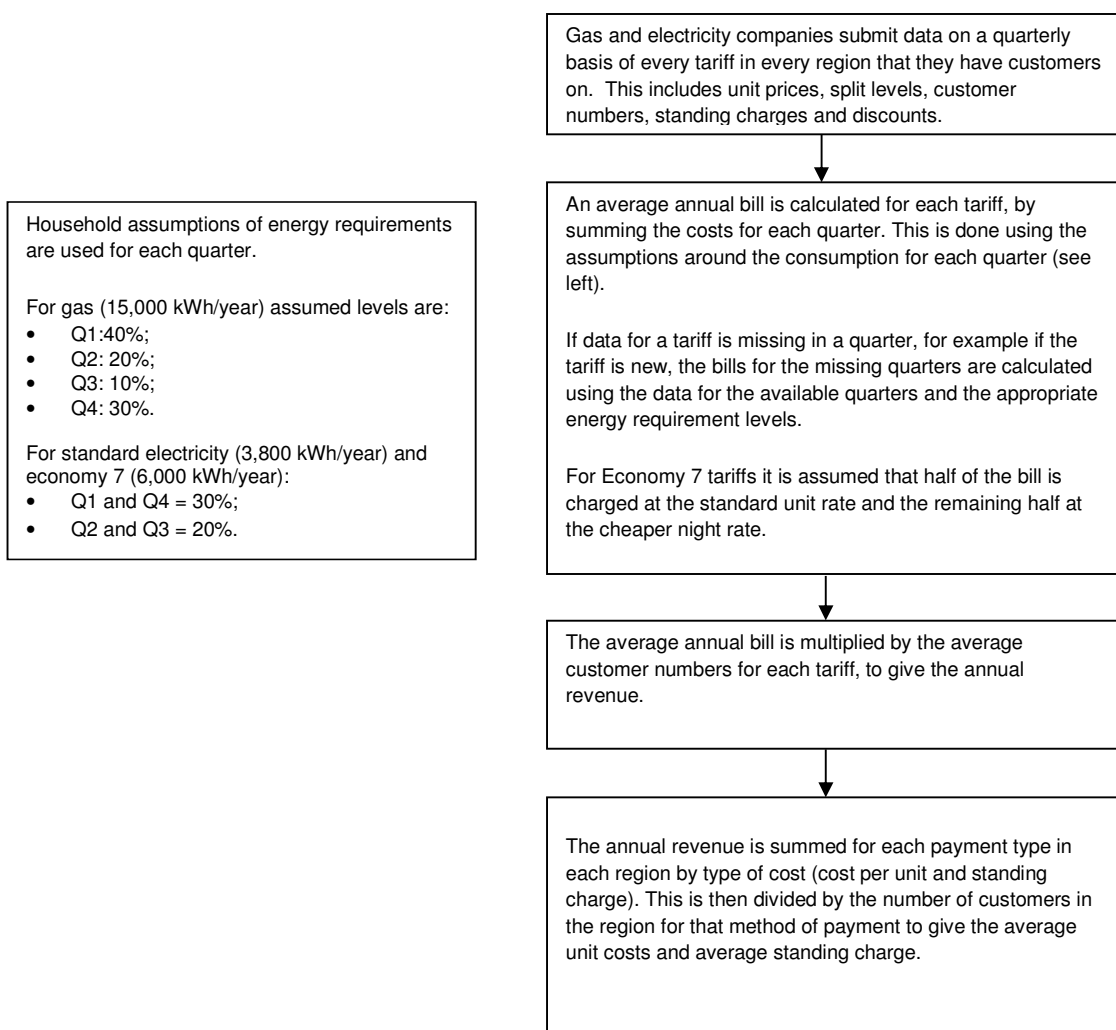 Gas and electricity companies submit data on a quarterly
basis of every tariff in every region that they have customers
on.  This includes unit prices, split levels, customer
numbers, standing charges and discounts.
Household assumptions of energy requirements
are used for each quarter.
For gas (15,000 kWh/year) assumed levels are:
• Q1:40%;
• Q2: 20%;
• Q3: 10%;
• Q4: 30%.
For standard electricity (3,800 kWh/year) and
economy 7 (6,000 kWh/year):
• Q1 and Q4 = 30%;
• Q2 and Q3 = 20%.
An average annual bill is calculated for each tariff, by
summing the costs for each quarter. This is done using the
assumptions around the consumption for each quarter (see
left).
If data for a tariff is missing in a quarter, for example if the
tariff is new, the bills for the missing quarters are calculated
using the data for the available quarters and the appropriate
energy requirement levels.
For Economy 7 tariffs it is assumed that half of the bill is
charged at the standard unit rate and the remaining half at
the cheaper night rate.
The average annual bill is multiplied by the average
customer numbers for each tariff, to give the annual
revenue.
The annual revenue is summed for each payment type in
each region by type of cost (cost per unit and standing
charge). This is then divided by the number of customers in
the region for that method of payment to give the average
unit costs and average standing charge.